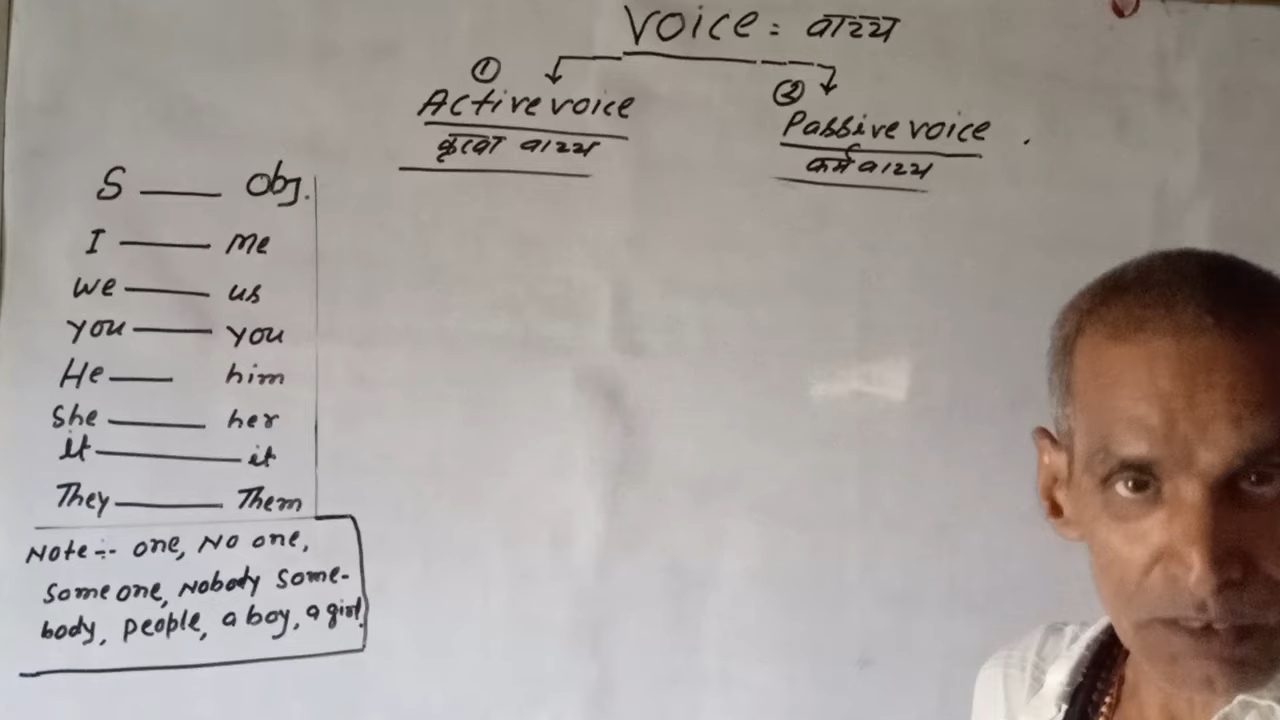 Voice = वाच्य
① ②
Active voice
Passive voice
कृत्वा वाच्य
कर्म वाच्य
S — Obj.
I — me
we — us
you — you
He — him
She — her
it — it
They — Them
Note :- one, No one,
Some one, Nobody some-
body, people, a boy, a girl